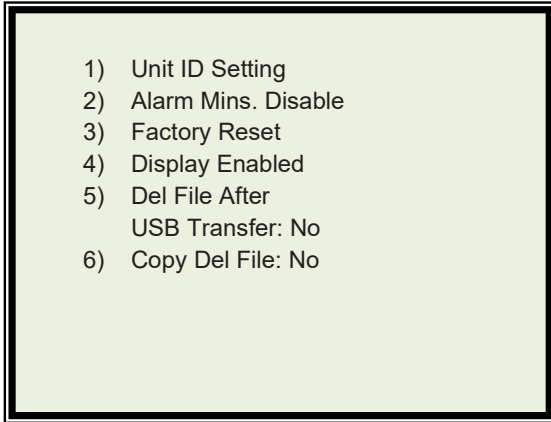 1) Unit ID Setting
2) Alarm Mins. Disable
3) Factory Reset
4) Display Enabled
5) Del File After
USB Transfer: No
6) Copy Del File: No